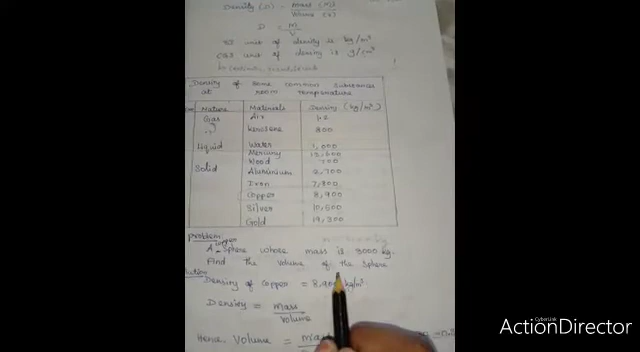 Density (D) = Mass (M)
Volume (V)
D = m
V
SI unit of density is kg/m³
CGS unit of density is g/cm³
Density of some common substances
at room temperature
Nature Materials Density (kg/m³)
Gas Air 1.2
Kerosene 800
Liquid Water 1,000
Mercury 13,600
Wood 700
Solid Aluminium 2,700
Iron 7,800
Copper 8,900
Silver 10,500
Gold 19,300
Problem:
A copper sphere whose mass is 3000 kg.
Find the volume of the sphere
Density of Copper = 8,900 kg/m³
Density = mass
Volume
Hence, Volume =
CyberLink
ActionDirector